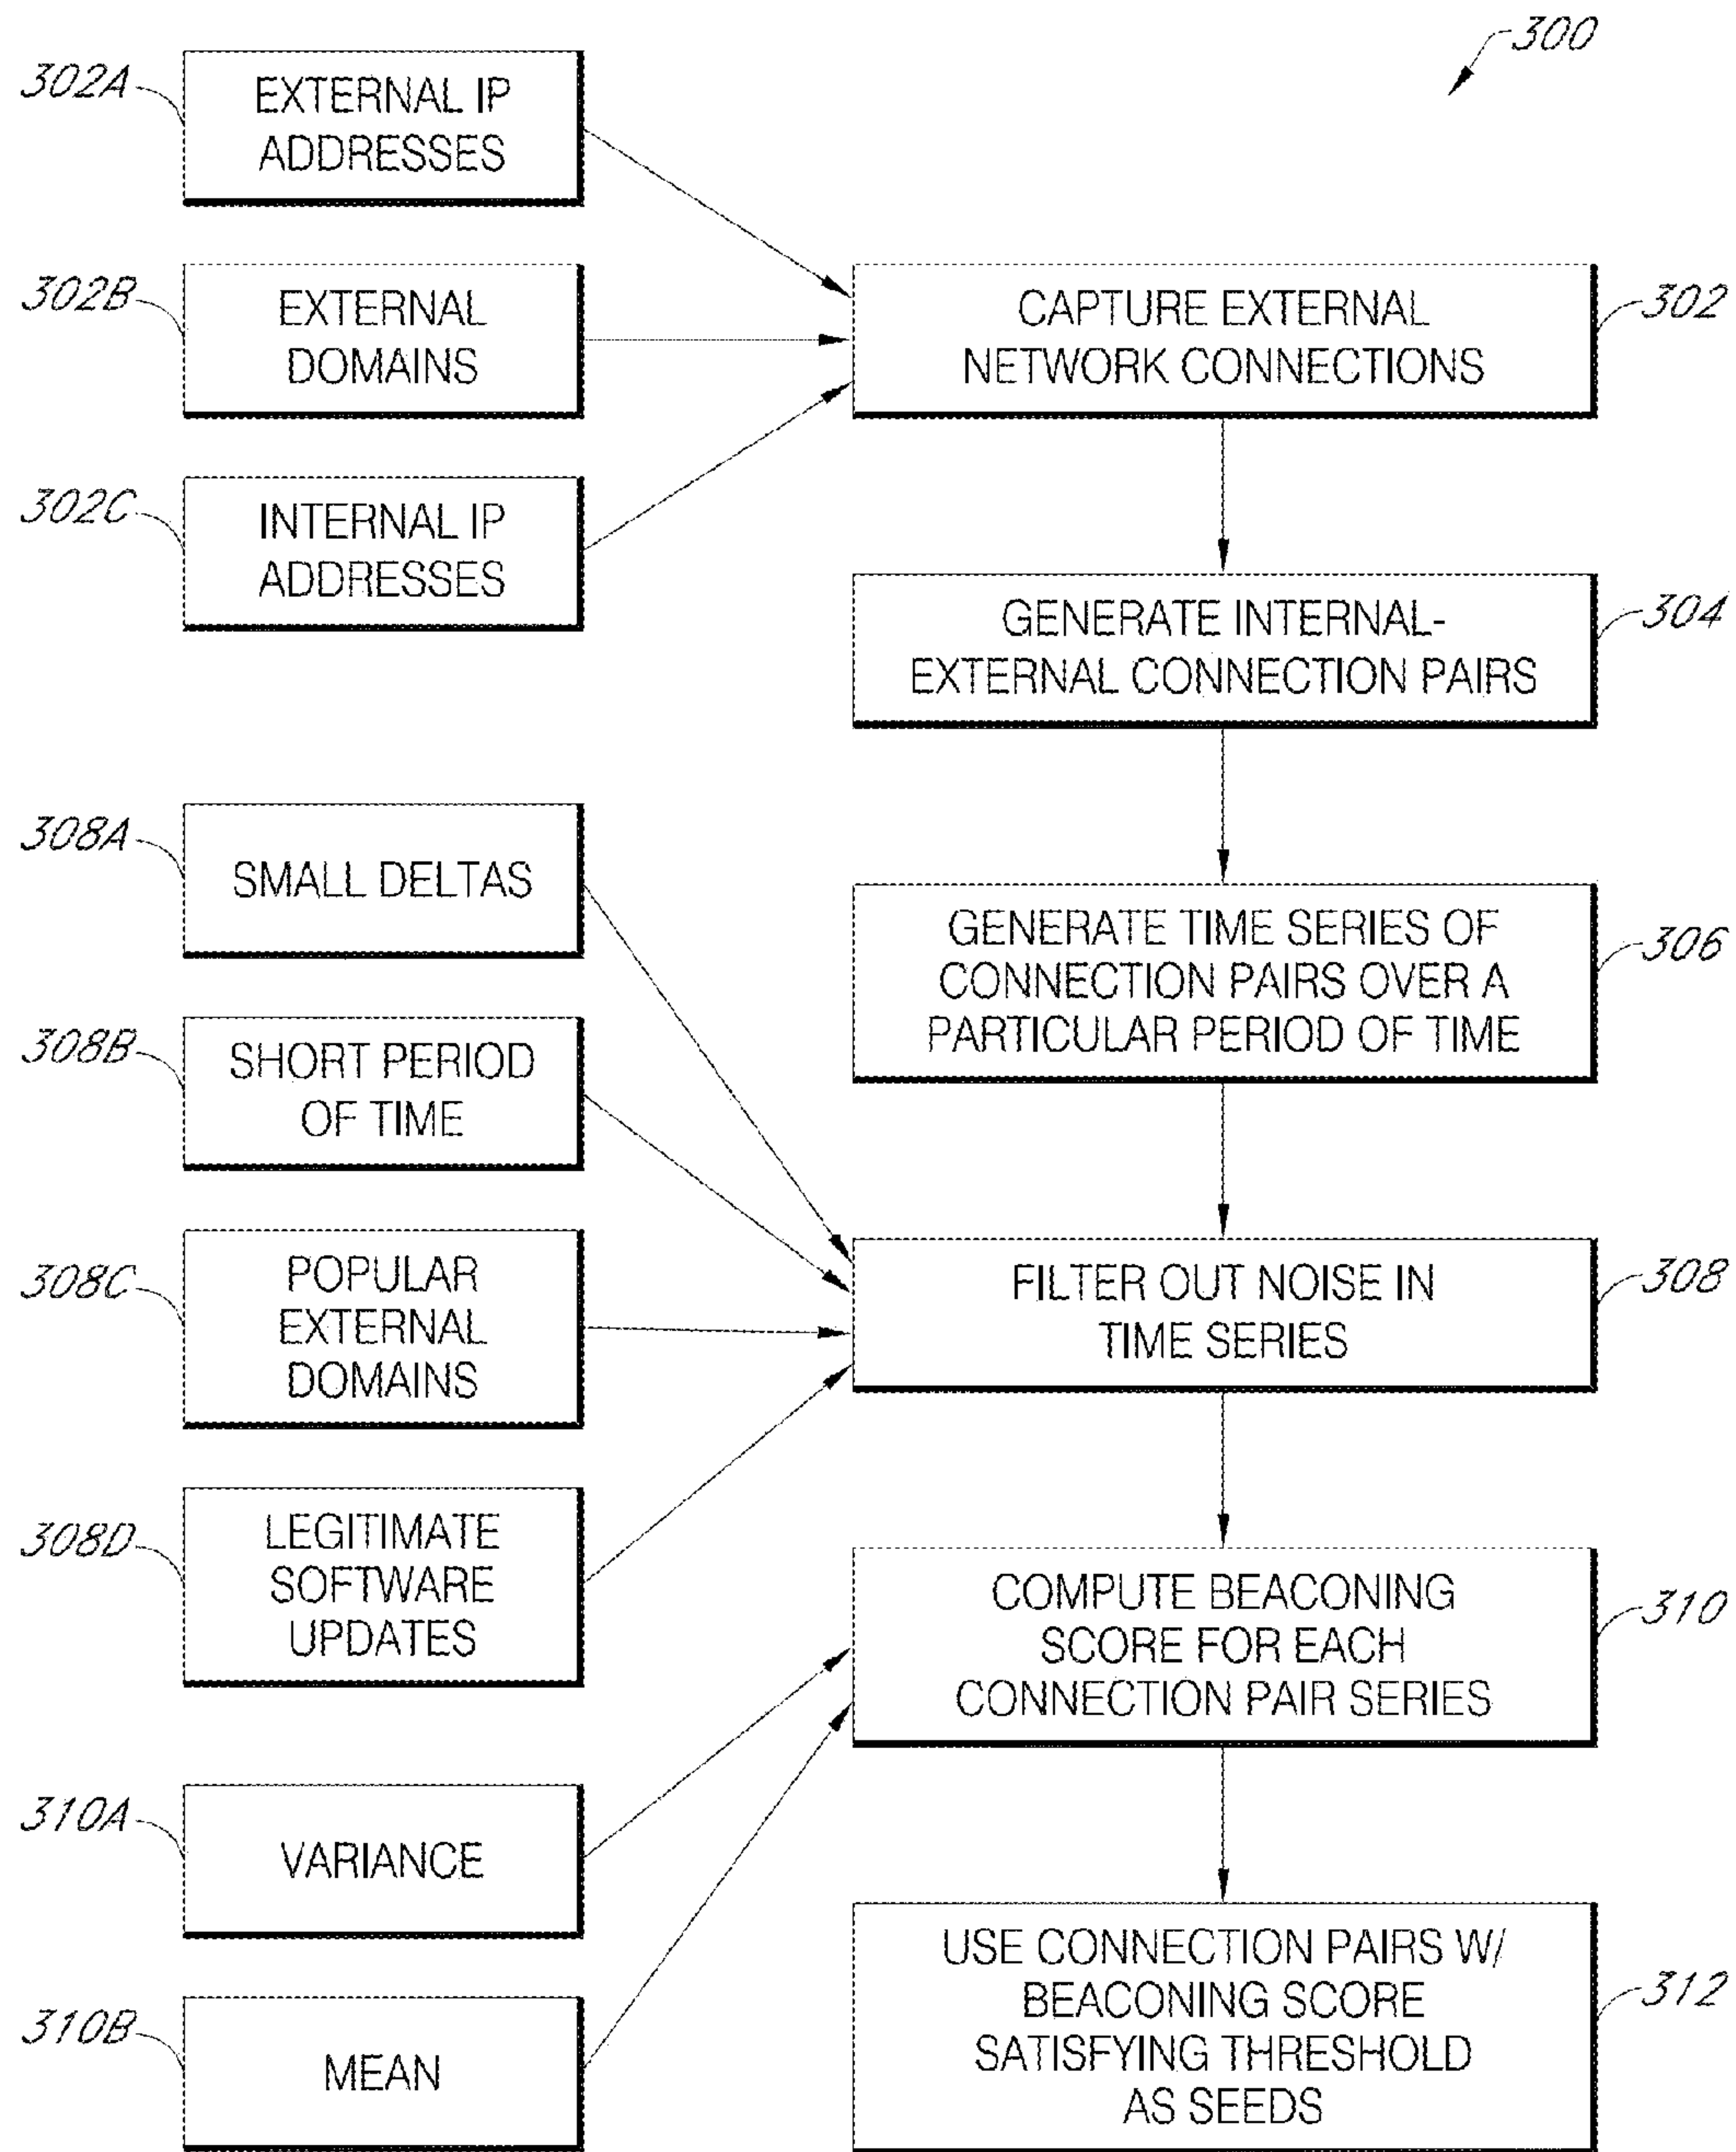 300
302A
EXTERNAL IP
ADDRESSES
302B
EXTERNAL
DOMAINS
302C
INTERNAL IP
ADDRESSES
CAPTURE EXTERNAL
NETWORK CONNECTIONS
302
GENERATE INTERNAL-
EXTERNAL CONNECTION PAIRS
304
308A
SMALL DELTAS
GENERATE TIME SERIES OF
CONNECTION PAIRS OVER A
PARTICULAR PERIOD OF TIME
306
308B
SHORT PERIOD
OF TIME
308C
POPULAR
EXTERNAL
DOMAINS
FILTER OUT NOISE IN
TIME SERIES
308
308D
LEGITIMATE
SOFTWARE
UPDATES
COMPUTE BEACONING
SCORE FOR EACH
CONNECTION PAIR SERIES
310
310A
VARIANCE
310B
MEAN
USE CONNECTION PAIRS W/
BEACONING SCORE
SATISFYING THRESHOLD
AS SEEDS
312